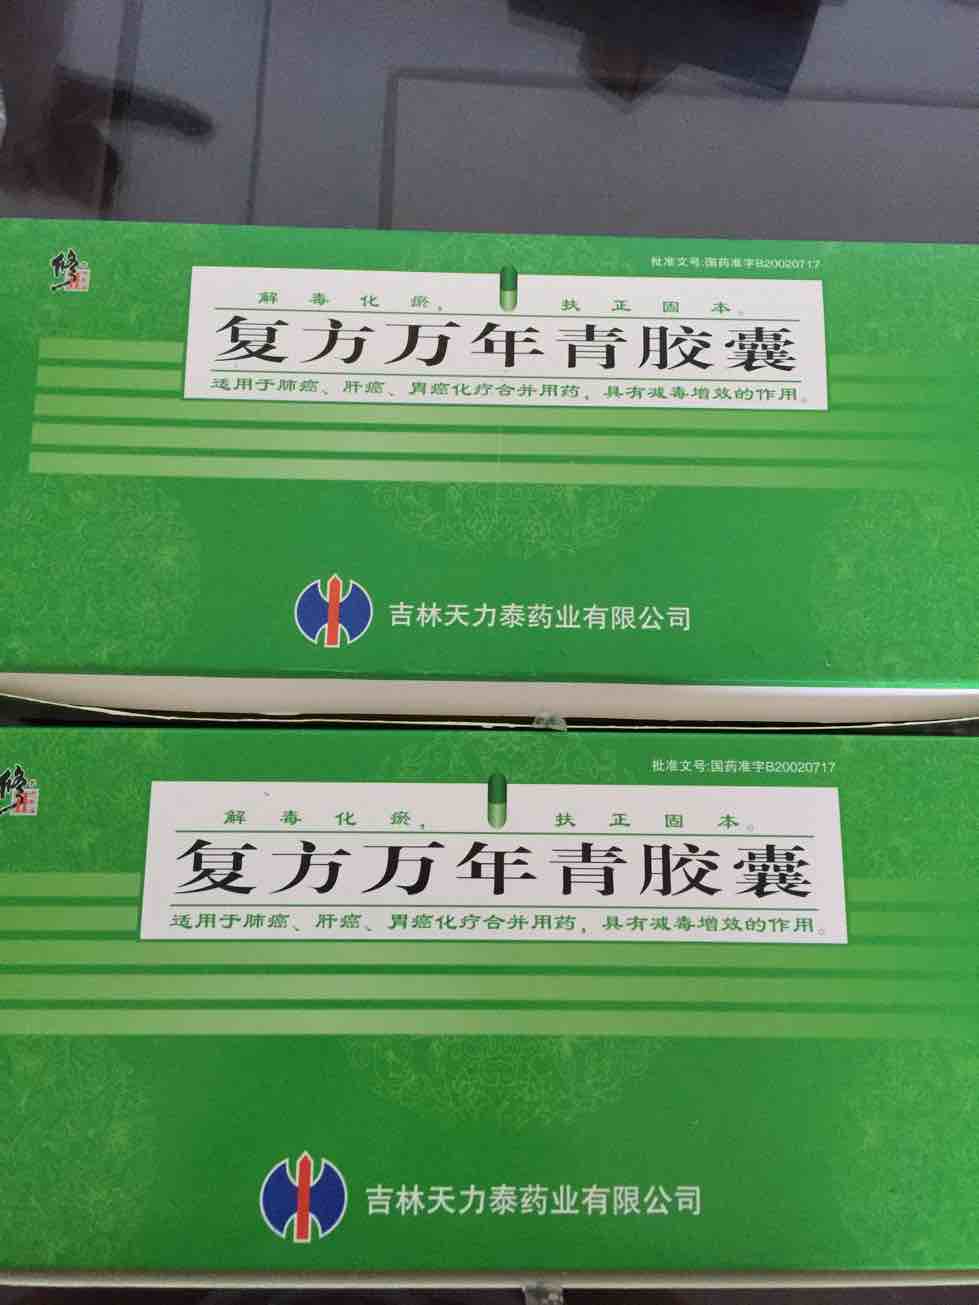 修
正
批准文号:国药准字B20020717
解毒化瘀，扶正固本。
复方万年青胶囊
适用于肺癌、肝癌、胃癌化疗合并用药，具有减毒增效的作用。
吉林天力泰药业有限公司
修
正
批准文号:国药准字B20020717
解毒化瘀，扶正固本。
复方万年青胶囊
适用于肺癌、肝癌、胃癌化疗合并用药，具有减毒增效的作用。
吉林天力泰药业有限公司